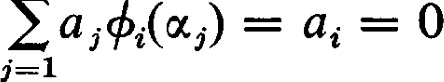 ∑_{j=1} a_j ϕ_i(α_j) = a_i = 0